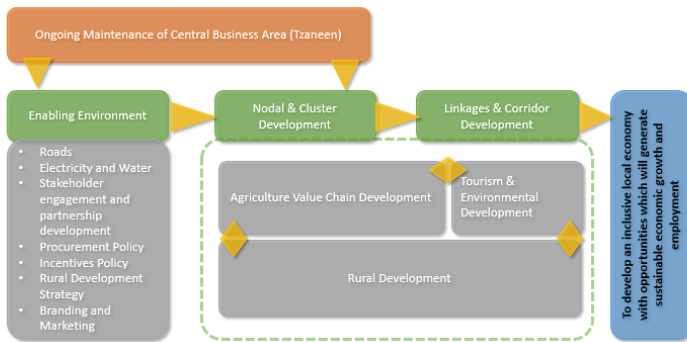 Ongoing Maintenance of Central Business Area (Tzaneen)
Enabling Environment
Nodal & Cluster
Development
Linkages & Corridor
Development
• Roads
• Electricity and Water
• Stakeholder
engagement and
partnership
development
• Procurement Policy
• Incentives Policy
• Rural Development
Strategy
• Branding and
Marketing
Agriculture Value Chain Development
Tourism &
Environmental
Development
Rural Development
To develop an inclusive local economy
with opportunities which will generate
sustainable economic growth and
employment